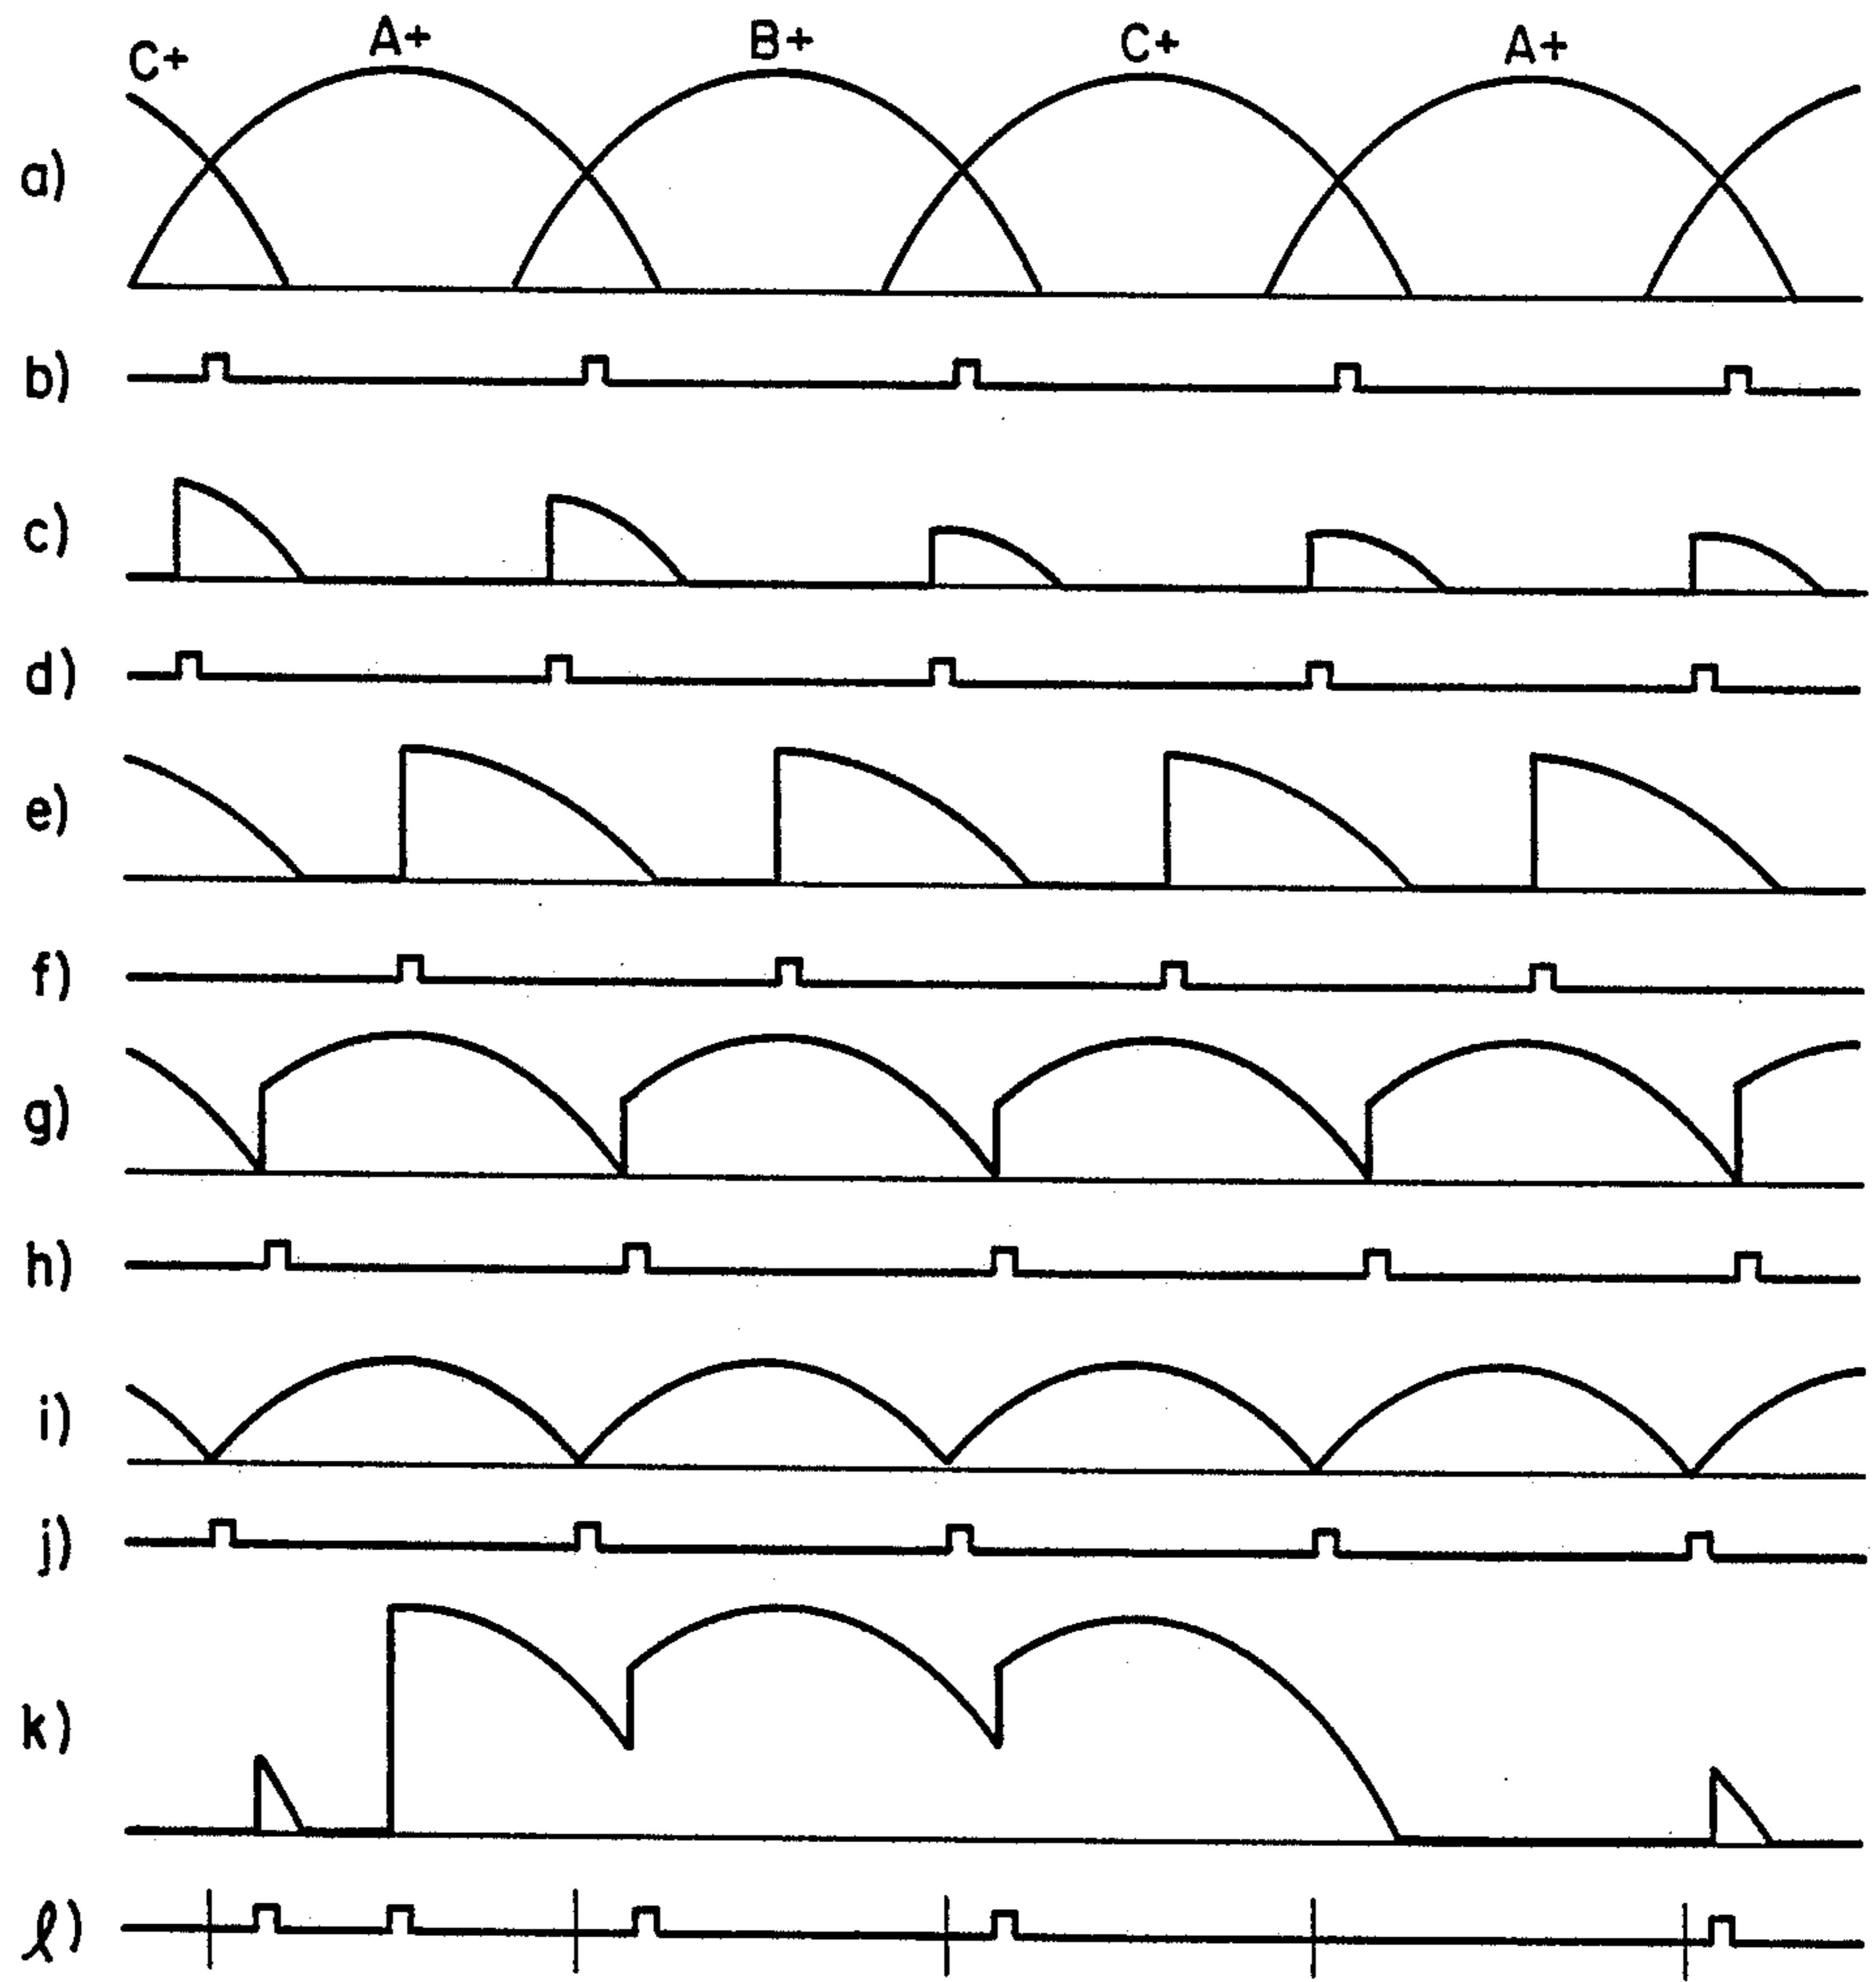 C+ A+ B+ C+ A+
a)
b)
c)
d)
e)
f)
g)
h)
i)
j)
k)
l)